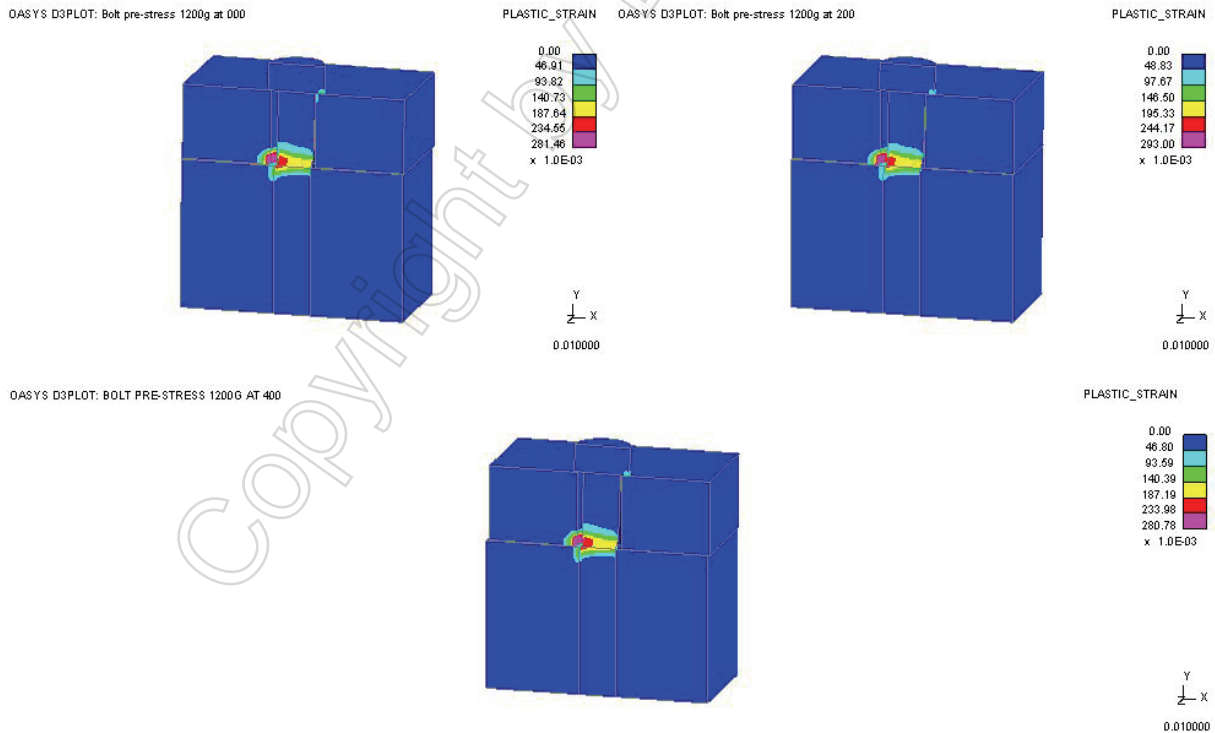 OASYS D3PLOT: Bolt pre-stress 1200g at 000
PLASTIC_STRAIN
0.00
46.91
93.82
140.73
187.64
234.55
281.46
x 1.0E-03
Y
Z X
0.010000
OASYS D3PLOT: Bolt pre-stress 1200g at 200
PLASTIC_STRAIN
0.00
48.83
97.67
146.50
195.33
244.17
293.00
x 1.0E-03
Y
Z X
0.010000
OASYS D3PLOT: BOLT PRE-STRESS 1200G AT 400
PLASTIC_STRAIN
0.00
46.80
93.59
140.39
187.19
233.98
280.78
x 1.0E-03
Y
Z X
0.010000
Copyright by